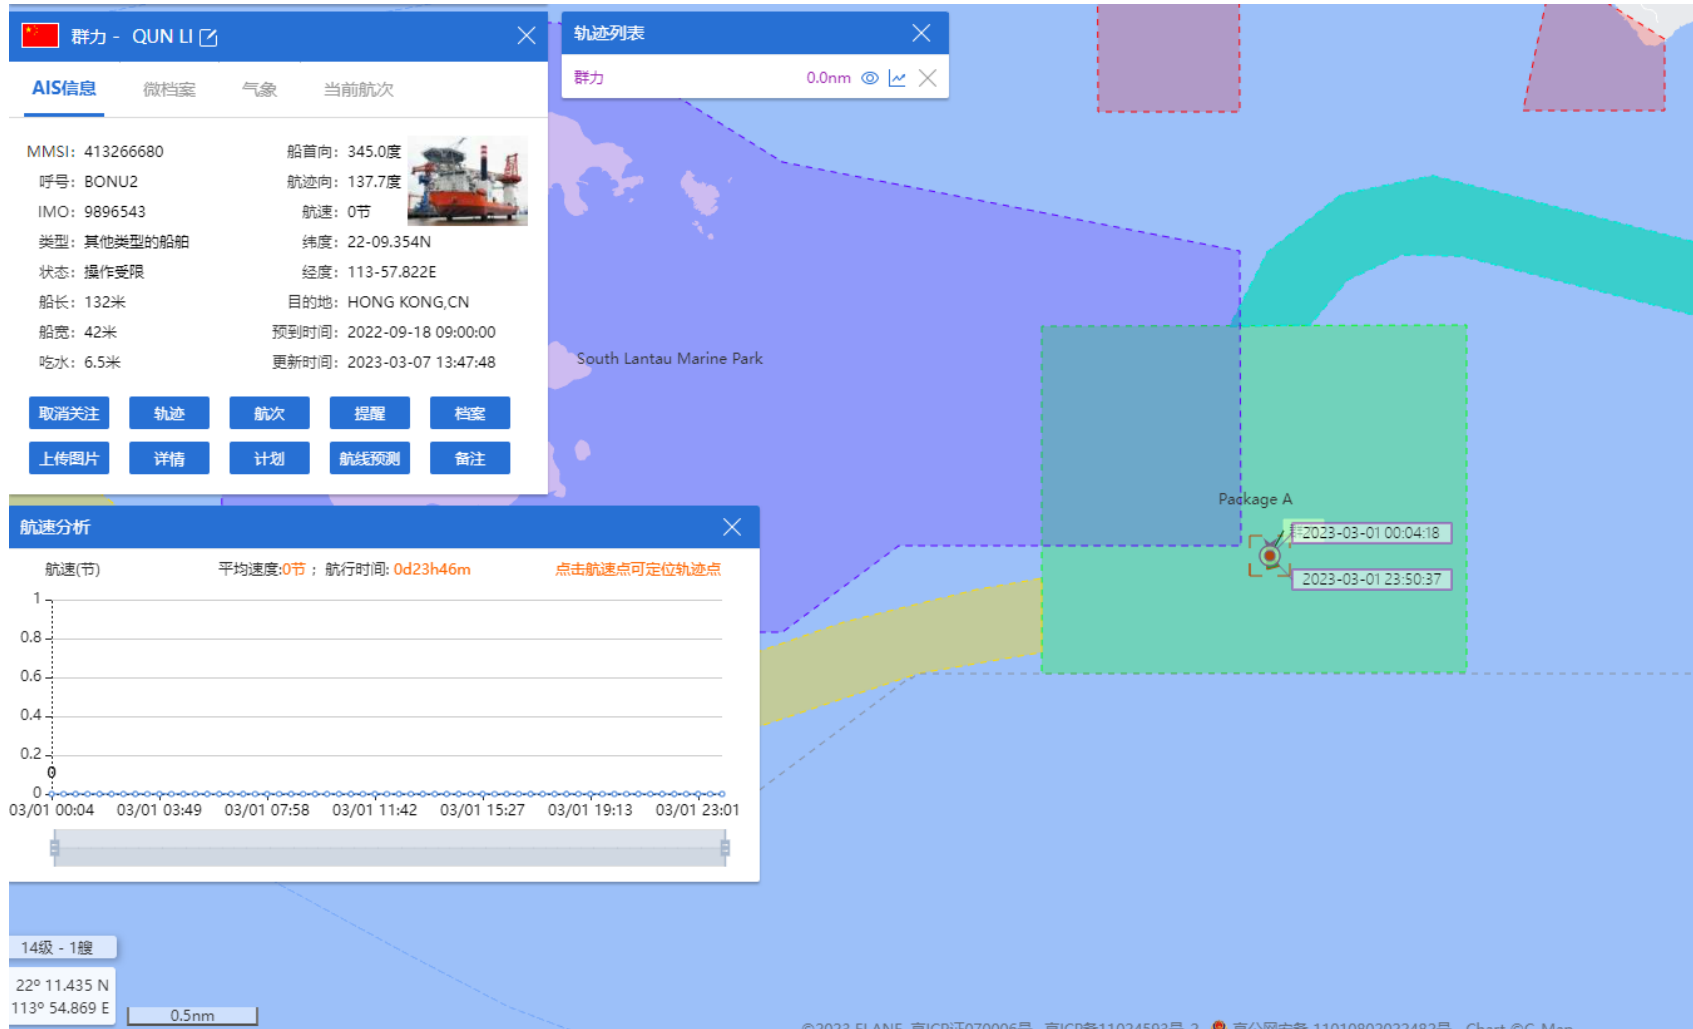 群力 - QUN LI
AIS信息 微档案 气象 当前航次
MMSI: 413266680 船首向: 345.0度
呼号: BONU2 航迹向: 137.7度
IMO: 9896543 航速: 0节
类型: 其他类型的船舶 纬度: 22-09.354N
状态: 操作受限 经度: 113-57.822E
船长: 132米 目的地: HONG KONG,CN
船宽: 42米 预到时间: 2022-09-18 09:00:00
吃水: 6.5米 更新时间: 2023-03-07 13:47:48
取消关注 轨迹 航次 提醒 档案
上传图片 详情 计划 航线预测 备注
轨迹列表
群力 0.0nm
South Lantau Marine Park
Package A
2023-03-01 00:04:18
2023-03-01 23:50:37
航速分析
航速(节) 平均速度:0节 ; 航行时间: 0d23h46m 点击航速点可定位轨迹点
1
0.8
0.6
0.4
0.2
0
0
03/01 00:04 03/01 03:49 03/01 07:58 03/01 11:42 03/01 15:27 03/01 19:13 03/01 23:01
14级 - 1艘
22º 11.435 N
113º 54.869 E
0.5nm